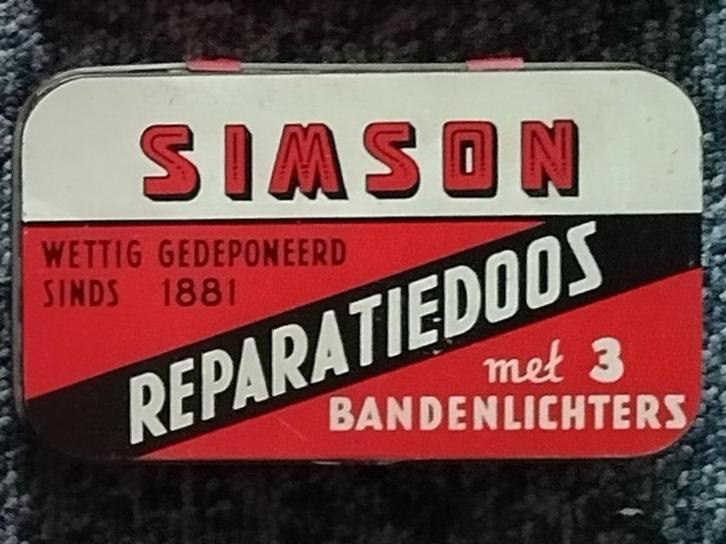 SIMSON
WETTIG GEDEPONEERD
SINDS 1881
REPARATIEDOOS
met 3
BANDENLICHTERS